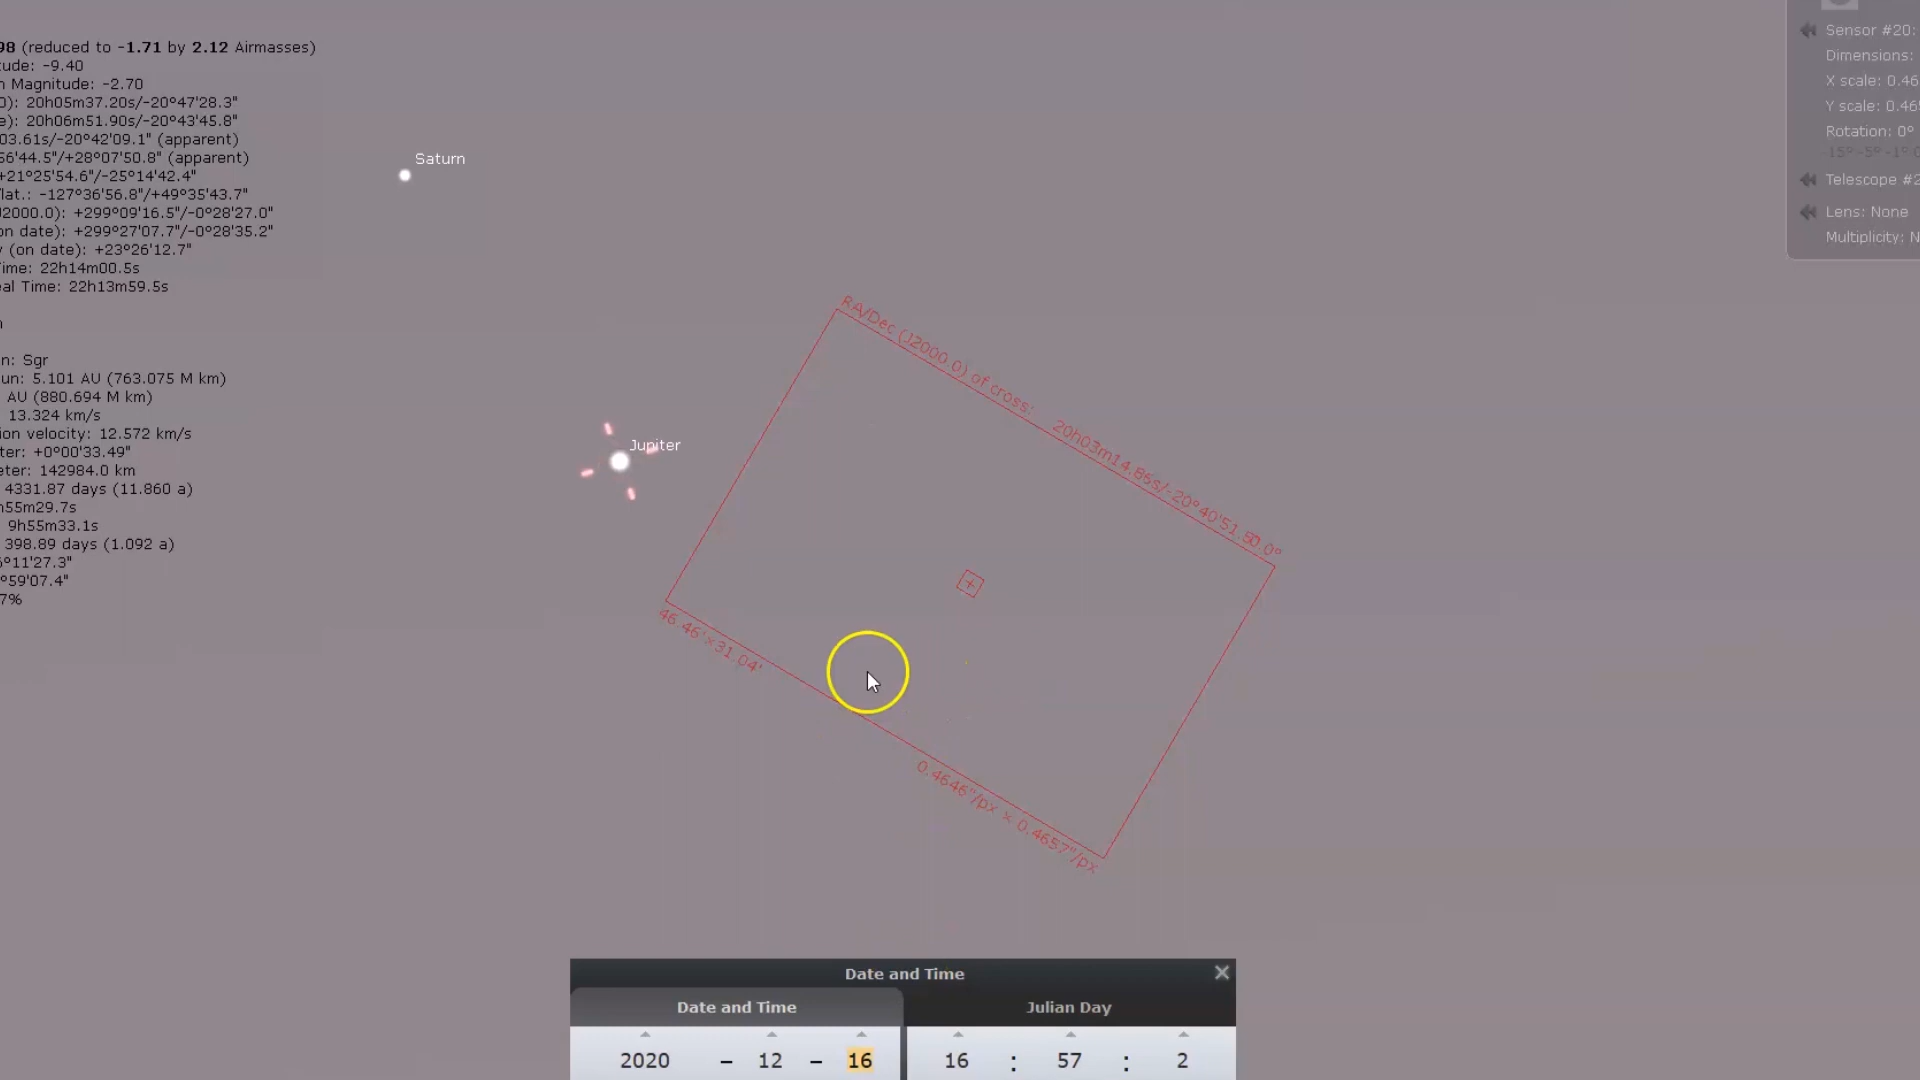 98 (reduced to -1.71 by 2.12 Airmasses)
tude: -9.40
n Magnitude: -2.70
0): 20h05m37.20s/-20°47'28.3"
e): 20h06m51.90s/-20°43'45.8"
03.61s/-20°42'09.1" (apparent)
56'44.5"/+28°07'50.8" (apparent)
+21°25'54.6"/-25°14'42.4"
/lat.: -127°36'56.8"/+49°35'43.7"
J2000.0): +299°09'16.5"/-0°28'27.0"
on date): +299°27'07.7"/-0°28'35.2"
y (on date): +23°26'12.7"
Time: 22h14m00.5s
eal Time: 22h13m59.5s
n: Sgr
un: 5.101 AU (763.075 M km)
AU (880.694 M km)
13.324 km/s
ion velocity: 12.572 km/s
ter: +0°00'33.49"
eter: 142984.0 km
4331.87 days (11.860 a)
h55m29.7s
9h55m33.1s
398.89 days (1.092 a)
6°11'27.3"
°59'07.4"
7%
Saturn
Jupiter
RA/Dec (J2000.0) of cross: 20h03m14.85s/-20°40'51.5
0.0°
46.46'×31.04'
0.4646"/px × 0.4657"/px
Sensor #20:
Dimensions:
X scale: 0.46
Y scale: 0.46
Rotation: 0°
-15° -5° -1° 0
Telescope #2
Lens: None
Multiplicity: N
Date and Time
Date and Time
Julian Day
2020 - 12 - 16
16 : 57 : 2